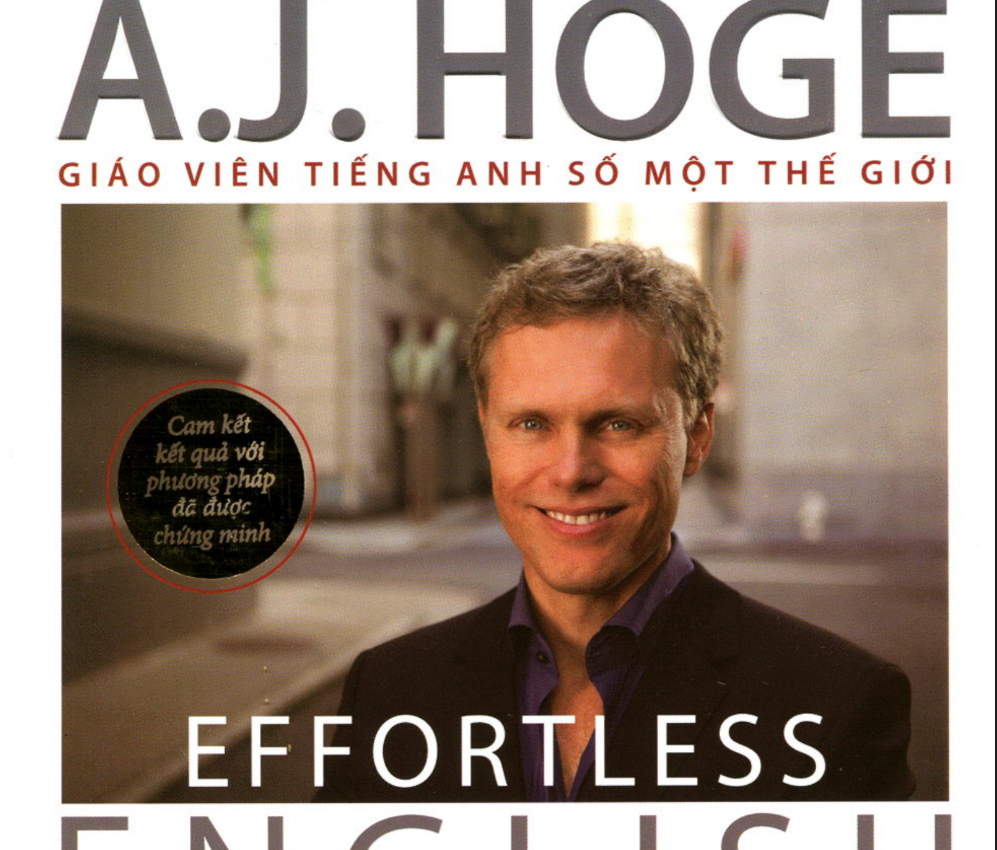 A.J. HOGE
GIÁO VIÊN TIẾNG ANH SỐ MỘT THẾ GIỚI
Cam kết
kết quả với
phương pháp
đã được
chứng minh
EFFORTLESS
ENGLISH